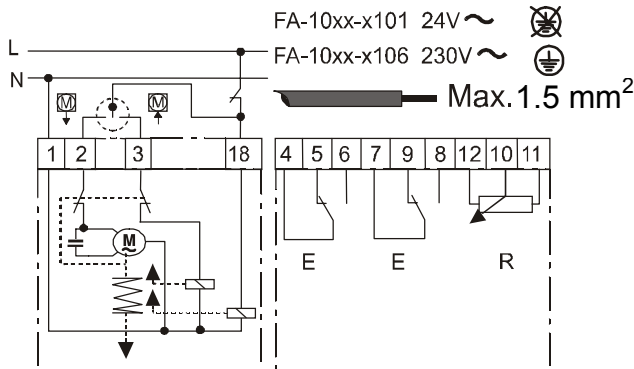 FA-10xx-x101 24V ~
L
FA-10xx-x106 230V ~
N
Max.1.5 mm²
M M
1 2 3 18 4 5 6 7 9 8 12 10 11
M
~
E E R